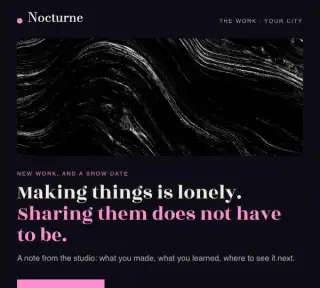 Nocturne
THE WORK · YOUR CITY
NEW WORK, AND A SHOW DATE
Making things is lonely.
Sharing them does not have
to be.
A note from the studio: what you made, what you learned, where to see it next.